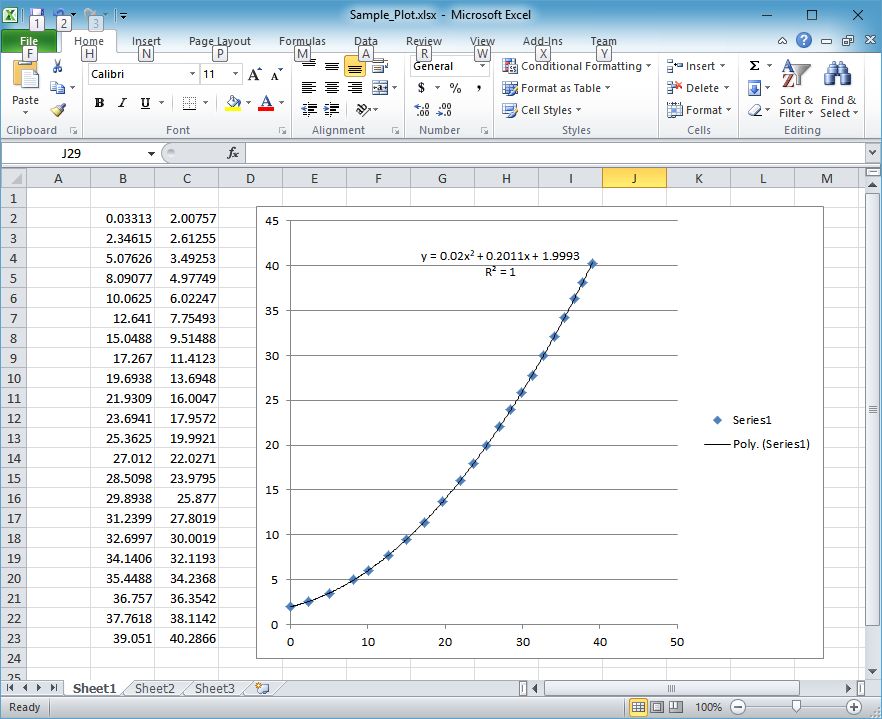 Sample_Plot.xlsx - Microsoft Excel
1 2 3
File Home Insert Page Layout Formulas Data Review View Add-Ins Team
F H N P M A R W X Y
Calibri 11 General Conditional Formatting Insert Σ
Paste B I U A $ % , Format as Table Delete Sort & Find &
Cell Styles Format Filter Select
Clipboard Font Alignment Number Styles Cells Editing
J29 fx
A B C D E F G H I J K L M
1
2 0.03313 2.00757
3 2.34615 2.61255
4 5.07626 3.49253
5 8.09077 4.97749
6 10.0625 6.02247
7 12.641 7.75493
8 15.0488 9.51488
9 17.267 11.4123
10 19.6938 13.6948
11 21.9309 16.0047
12 23.6941 17.9572
13 25.3625 19.9921
14 27.012 22.0271
15 28.5098 23.9795
16 29.8938 25.877
17 31.2399 27.8019
18 32.6997 30.0019
19 34.1406 32.1193
20 35.4488 34.2368
21 36.757 36.3542
22 37.7618 38.1142
23 39.051 40.2866
24
25
45
40
35
30
25
20
15
10
5
0
0 10 20 30 40 50
y = 0.02x² + 0.2011x + 1.9993
R² = 1
Series1
Poly. (Series1)
Sheet1 Sheet2 Sheet3
Ready 100%